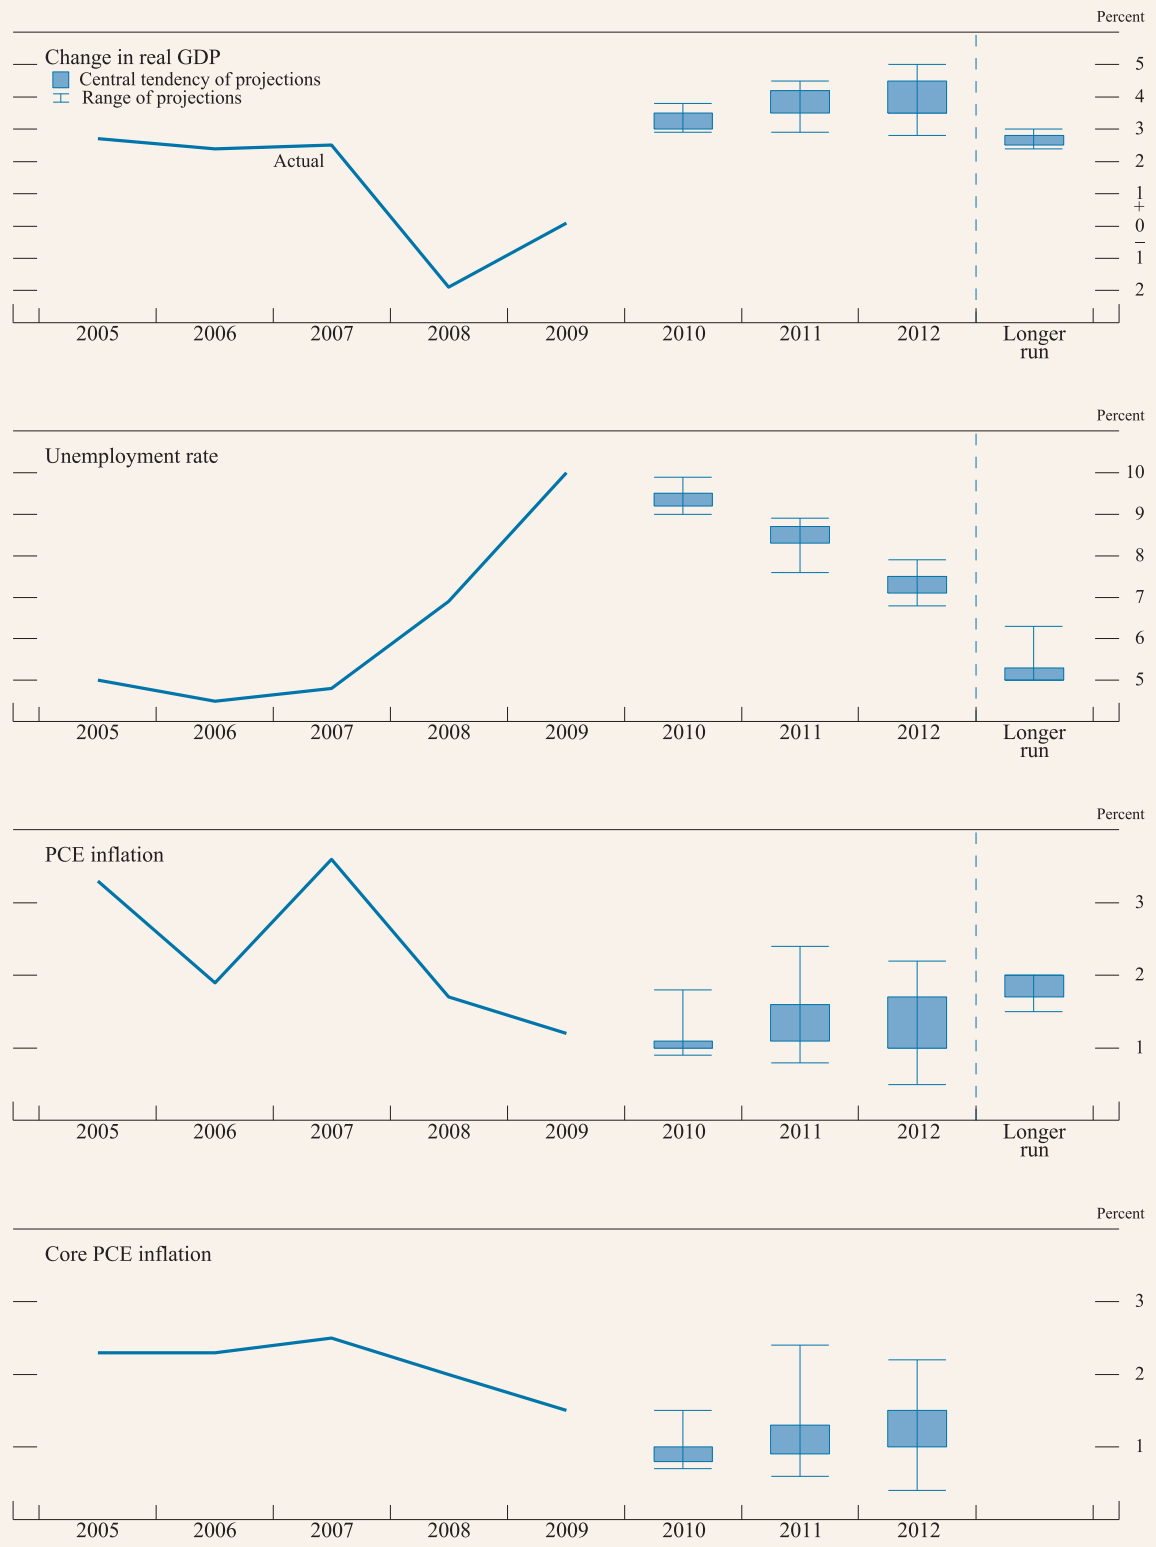 Percent
Change in real GDP
Central tendency of projections
Range of projections
Actual
5
4
3
2
1
+
0
–
1
2
2005 2006 2007 2008 2009 2010 2011 2012 Longer
run
Percent
Unemployment rate
10
9
8
7
6
5
2005 2006 2007 2008 2009 2010 2011 2012 Longer
run
Percent
PCE inflation
3
2
1
2005 2006 2007 2008 2009 2010 2011 2012 Longer
run
Percent
Core PCE inflation
3
2
1
2005 2006 2007 2008 2009 2010 2011 2012